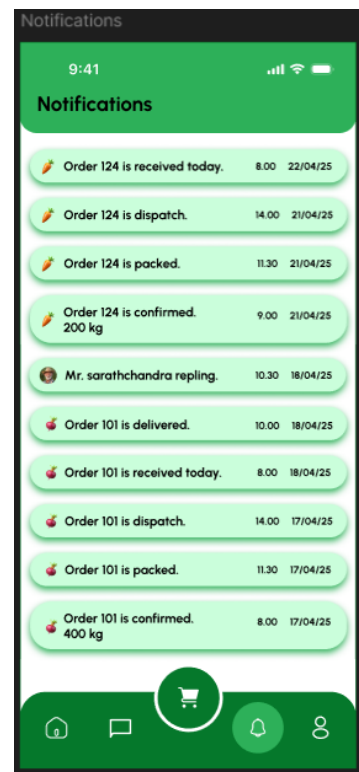 Notifications
9:41
Notifications
Order 124 is received today. 8.00 22/04/25
Order 124 is dispatch. 14.00 21/04/25
Order 124 is packed. 11.30 21/04/25
Order 124 is confirmed. 9.00 21/04/25
200 kg
Mr. sarathchandra repling. 10.30 18/04/25
Order 101 is delivered. 10.00 18/04/25
Order 101 is received today. 8.00 18/04/25
Order 101 is dispatch. 14.00 17/04/25
Order 101 is packed. 11.30 17/04/25
Order 101 is confirmed. 8.00 17/04/25
400 kg